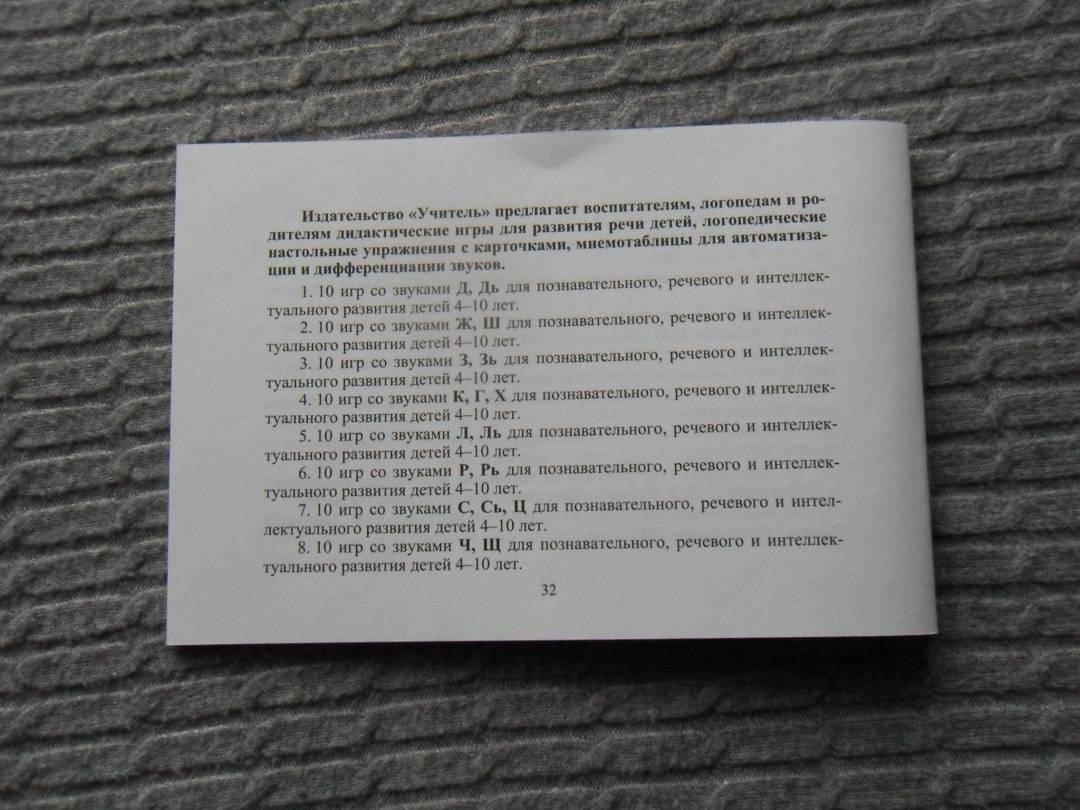 Издательство «Учитель» предлагает воспитателям, логопедам и ро-
дителям дидактические игры для развития речи детей, логопедические
настольные упражнения с карточками, мнемотаблицы для автоматиза-
ции и дифференциации звуков.
1. 10 игр со звуками Д, Дь для познавательного, речевого и интеллек-
туального развития детей 4–10 лет.
2. 10 игр со звуками Ж, Ш для познавательного, речевого и интеллек-
туального развития детей 4–10 лет.
3. 10 игр со звуками З, Зь для познавательного, речевого и интеллек-
туального развития детей 4–10 лет.
4. 10 игр со звуками К, Г, Х для познавательного, речевого и интеллек-
туального развития детей 4–10 лет.
5. 10 игр со звуками Л, Ль для познавательного, речевого и интеллек-
туального развития детей 4–10 лет.
6. 10 игр со звуками Р, Рь для познавательного, речевого и интеллек-
туального развития детей 4–10 лет.
7. 10 игр со звуками С, Сь, Ц для познавательного, речевого и интел-
лектуального развития детей 4–10 лет.
8. 10 игр со звуками Ч, Щ для познавательного, речевого и интеллек-
туального развития детей 4–10 лет.
32